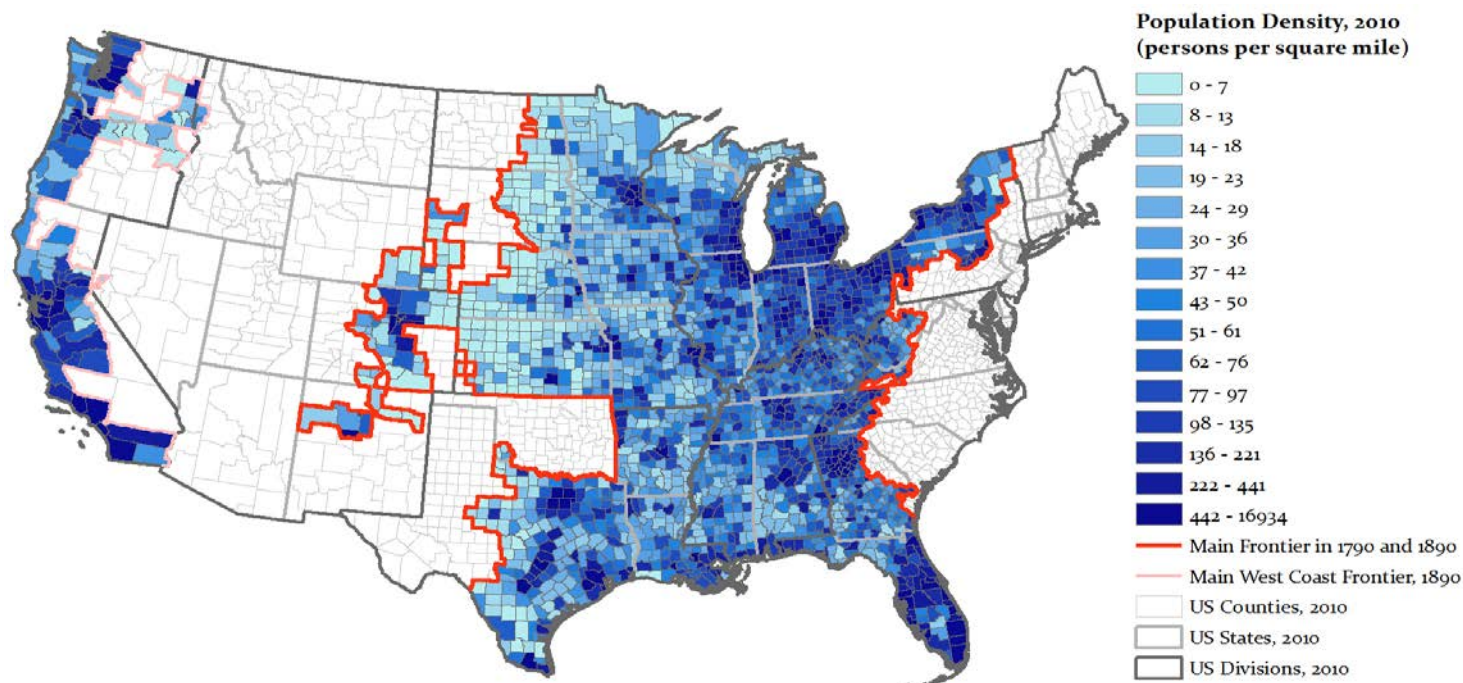 Population Density, 2010
(persons per square mile)
0 - 7
8 - 13
14 - 18
19 - 23
24 - 29
30 - 36
37 - 42
43 - 50
51 - 61
62 - 76
77 - 97
98 - 135
136 - 221
222 - 441
442 - 16934
Main Frontier in 1790 and 1890
Main West Coast Frontier, 1890
US Counties, 2010
US States, 2010
US Divisions, 2010